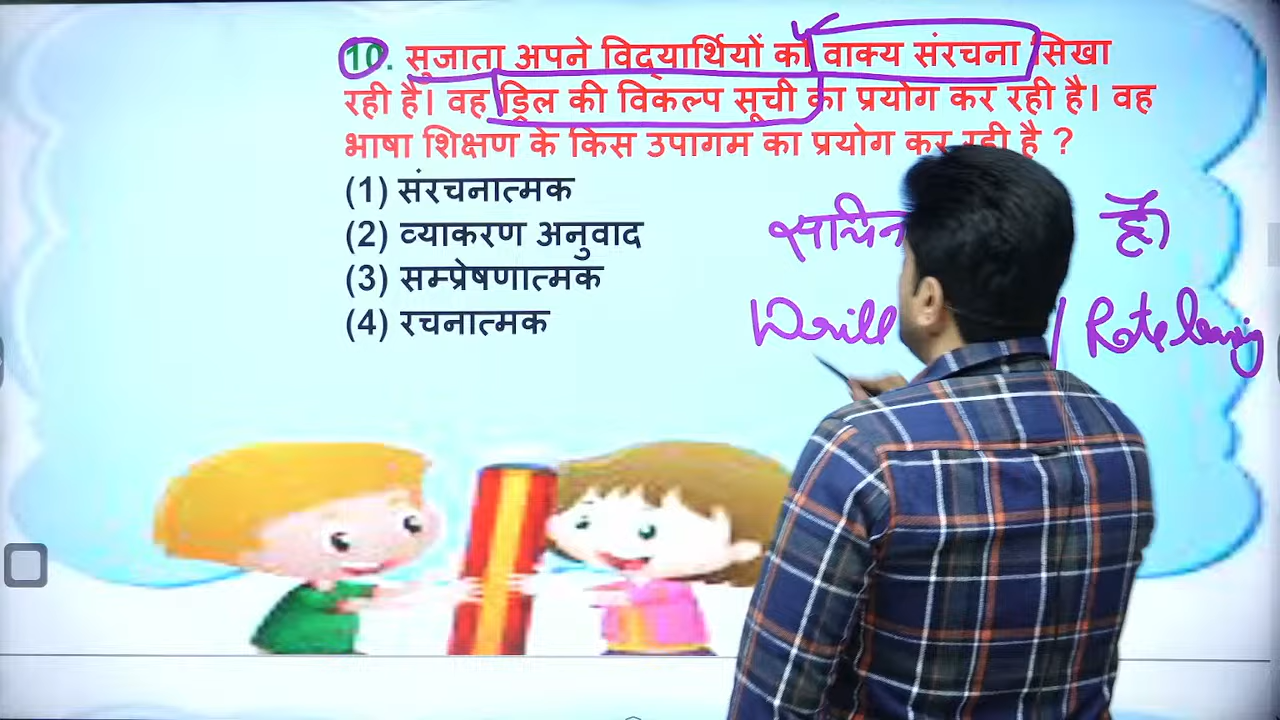 10. सुजाता अपने विद्यार्थियों को वाक्य संरचना सिखा
रही है। वह ड्रिल की विकल्प सूची का प्रयोग कर रही है। वह
भाषा शिक्षण के किस उपागम का प्रयोग कर रही है ?
(1) संरचनात्मक
(2) व्याकरण अनुवाद
(3) सम्प्रेषणात्मक
(4) रचनात्मक
सचिन है।
Drill / Rote learning